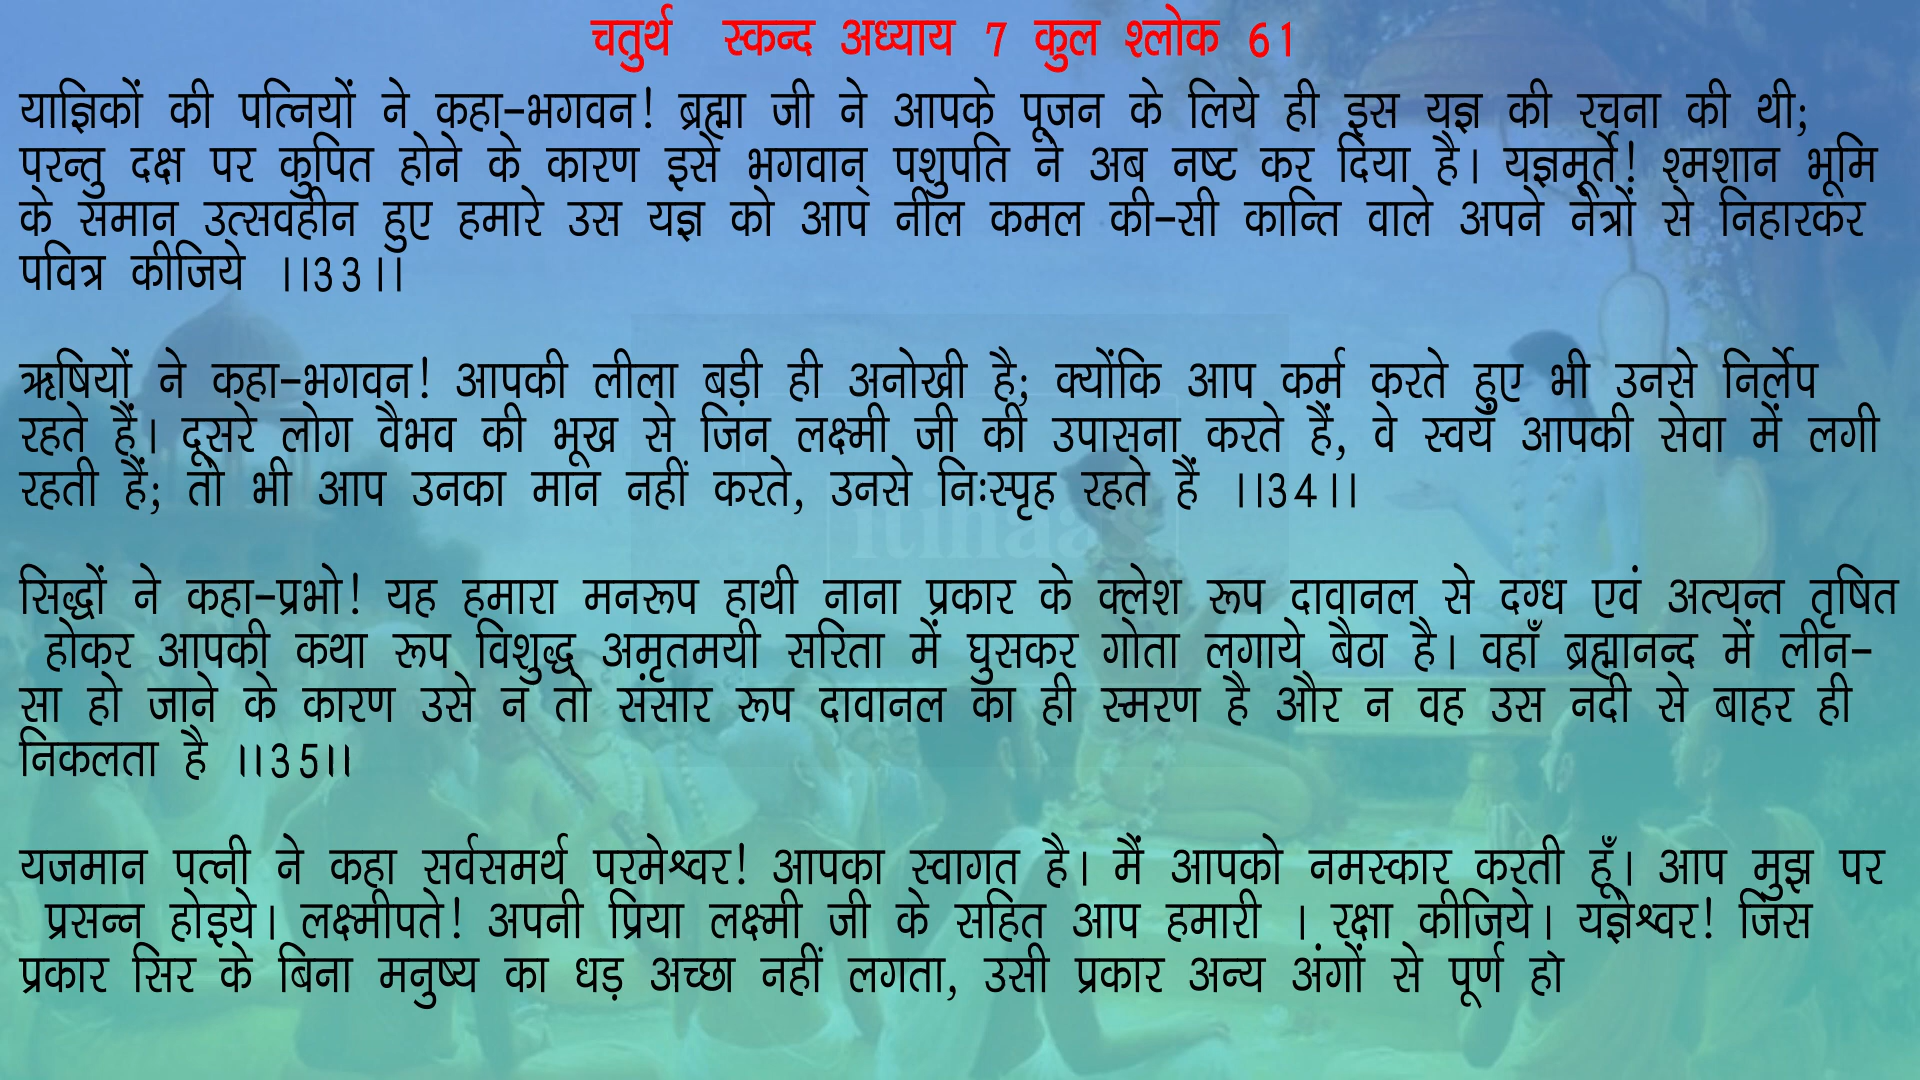 चतुर्थ स्कन्द अध्याय 7 कुल श्लोक 61
याज्ञिकों की पत्नियों ने कहा-भगवन! ब्रह्मा जी ने आपके पूजन के लिये ही इस यज्ञ की रचना की थी;
परन्तु दक्ष पर कुपित होने के कारण इसे भगवान् पशुपति ने अब नष्ट कर दिया है। यज्ञमूर्ते! श्मशान भूमि
के समान उत्सवहीन हुए हमारे उस यज्ञ को आप नील कमल की-सी कान्ति वाले अपने नेत्रों से निहारकर
पवित्र कीजिये ।।33।।
ऋषियों ने कहा-भगवन! आपकी लीला बड़ी ही अनोखी है; क्योंकि आप कर्म करते हुए भी उनसे निर्लेप
रहते हैं। दूसरे लोग वैभव की भूख से जिन लक्ष्मी जी की उपासना करते हैं, वे स्वयं आपकी सेवा में लगी
रहती हैं; तो भी आप उनका मान नहीं करते, उनसे निःस्पृह रहते हैं ।।34।।
itihaas
सिद्धों ने कहा-प्रभो! यह हमारा मनरूप हाथी नाना प्रकार के क्लेश रूप दावानल से दग्ध एवं अत्यन्त तृषित
होकर आपकी कथा रूप विशुद्ध अमृतमयी सरिता में घुसकर गोता लगाये बैठा है। वहाँ ब्रह्मानन्द में लीन-
सा हो जाने के कारण उसे न तो संसार रूप दावानल का ही स्मरण है और न वह उस नदी से बाहर ही
निकलता है ।।35।।
यजमान पत्नी ने कहा सर्वसमर्थ परमेश्वर! आपका स्वागत है। मैं आपको नमस्कार करती हूँ। आप मुझ पर
प्रसन्न होइये। लक्ष्मीपते! अपनी प्रिया लक्ष्मी जी के सहित आप हमारी । रक्षा कीजिये। यज्ञेश्वर! जिस
प्रकार सिर के बिना मनुष्य का धड़ अच्छा नहीं लगता, उसी प्रकार अन्य अंगों से पूर्ण हो